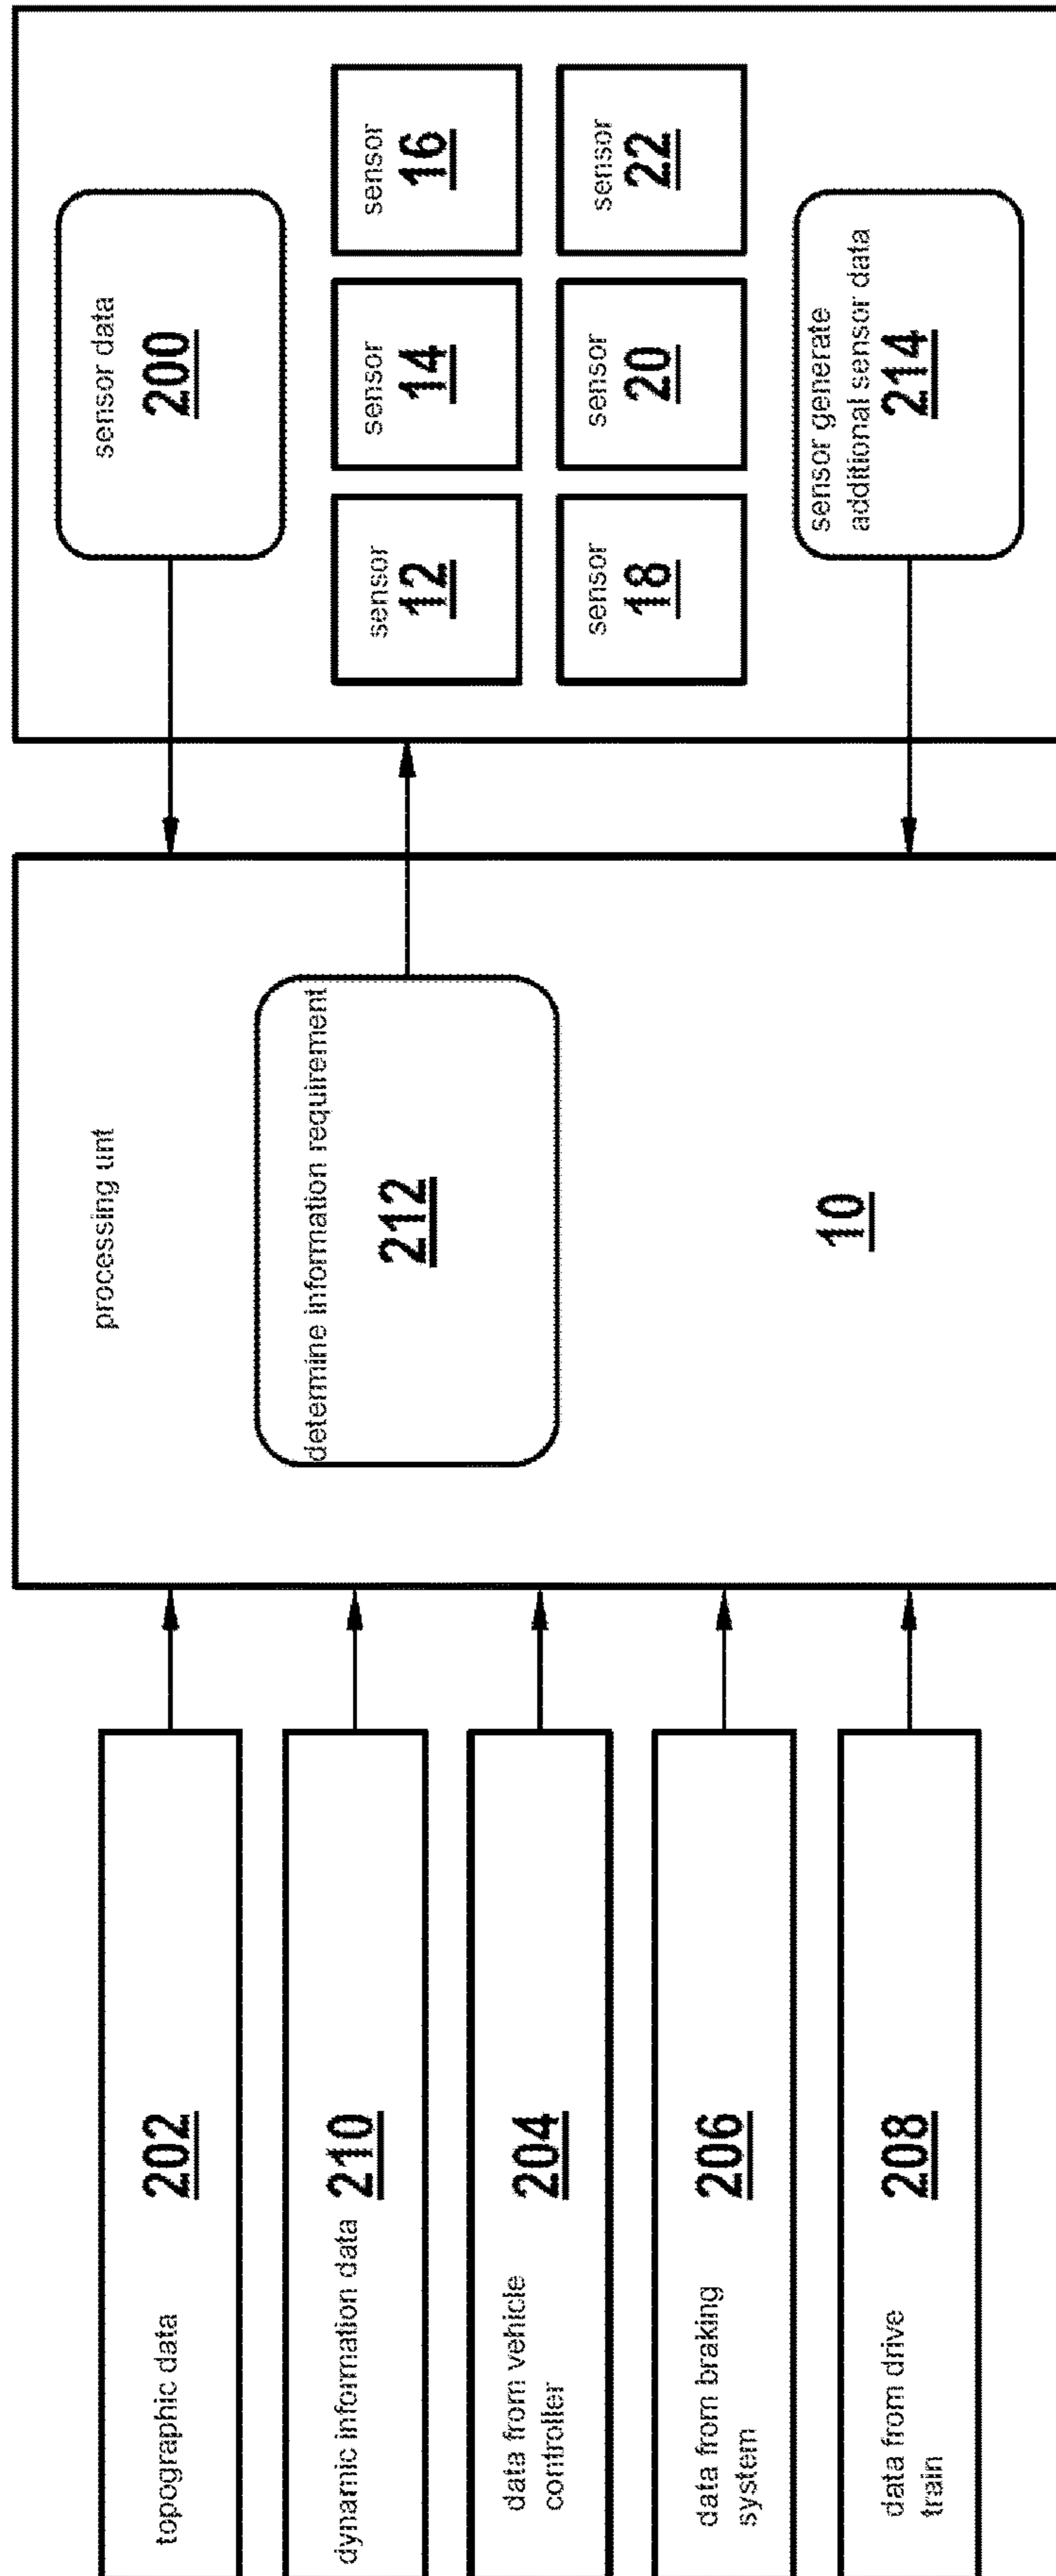 topographic data
202
dynamic information data
210
data from vehicle
controller
204
data from braking
system
206
data from drive
train
208
processing unt
determine information requirement
212
10
sensor data
200
sensor
12
sensor
14
sensor
16
sensor
18
sensor
20
sensor
22
sensor generate
additional sensor data
214